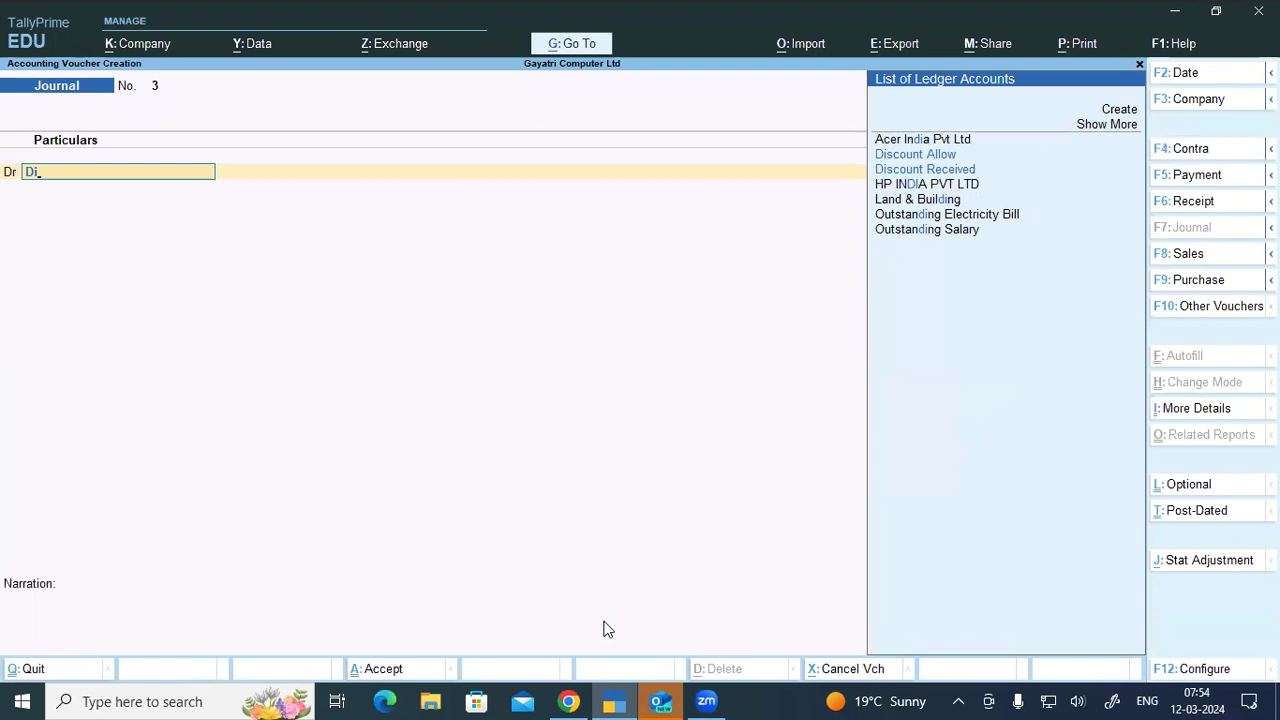 TallyPrime
EDU
MANAGE
K: Company
Y: Data
Z: Exchange
G: Go To
O: Import
E: Export
M: Share
P: Print
F1: Help
Accounting Voucher Creation
Gayatri Computer Ltd
×
Journal No. 3
Particulars
Dr Di
List of Ledger Accounts
Create
Show More
Acer India Pvt Ltd
Discount Allow
Discount Received
HP INDIA PVT LTD
Land & Building
Outstanding Electricity Bill
Outstanding Salary
F2: Date
F3: Company
F4: Contra
F5: Payment
F6: Receipt
F7: Journal
F8: Sales
F9: Purchase
F10: Other Vouchers
F: Autofill
H: Change Mode
I: More Details
O: Related Reports
L: Optional
T: Post-Dated
J: Stat Adjustment
Narration:
Q: Quit
A: Accept
D: Delete
X: Cancel Vch
F12: Configure
Type here to search
NEW
zm
19°C Sunny
ENG
07:54
12-03-2024